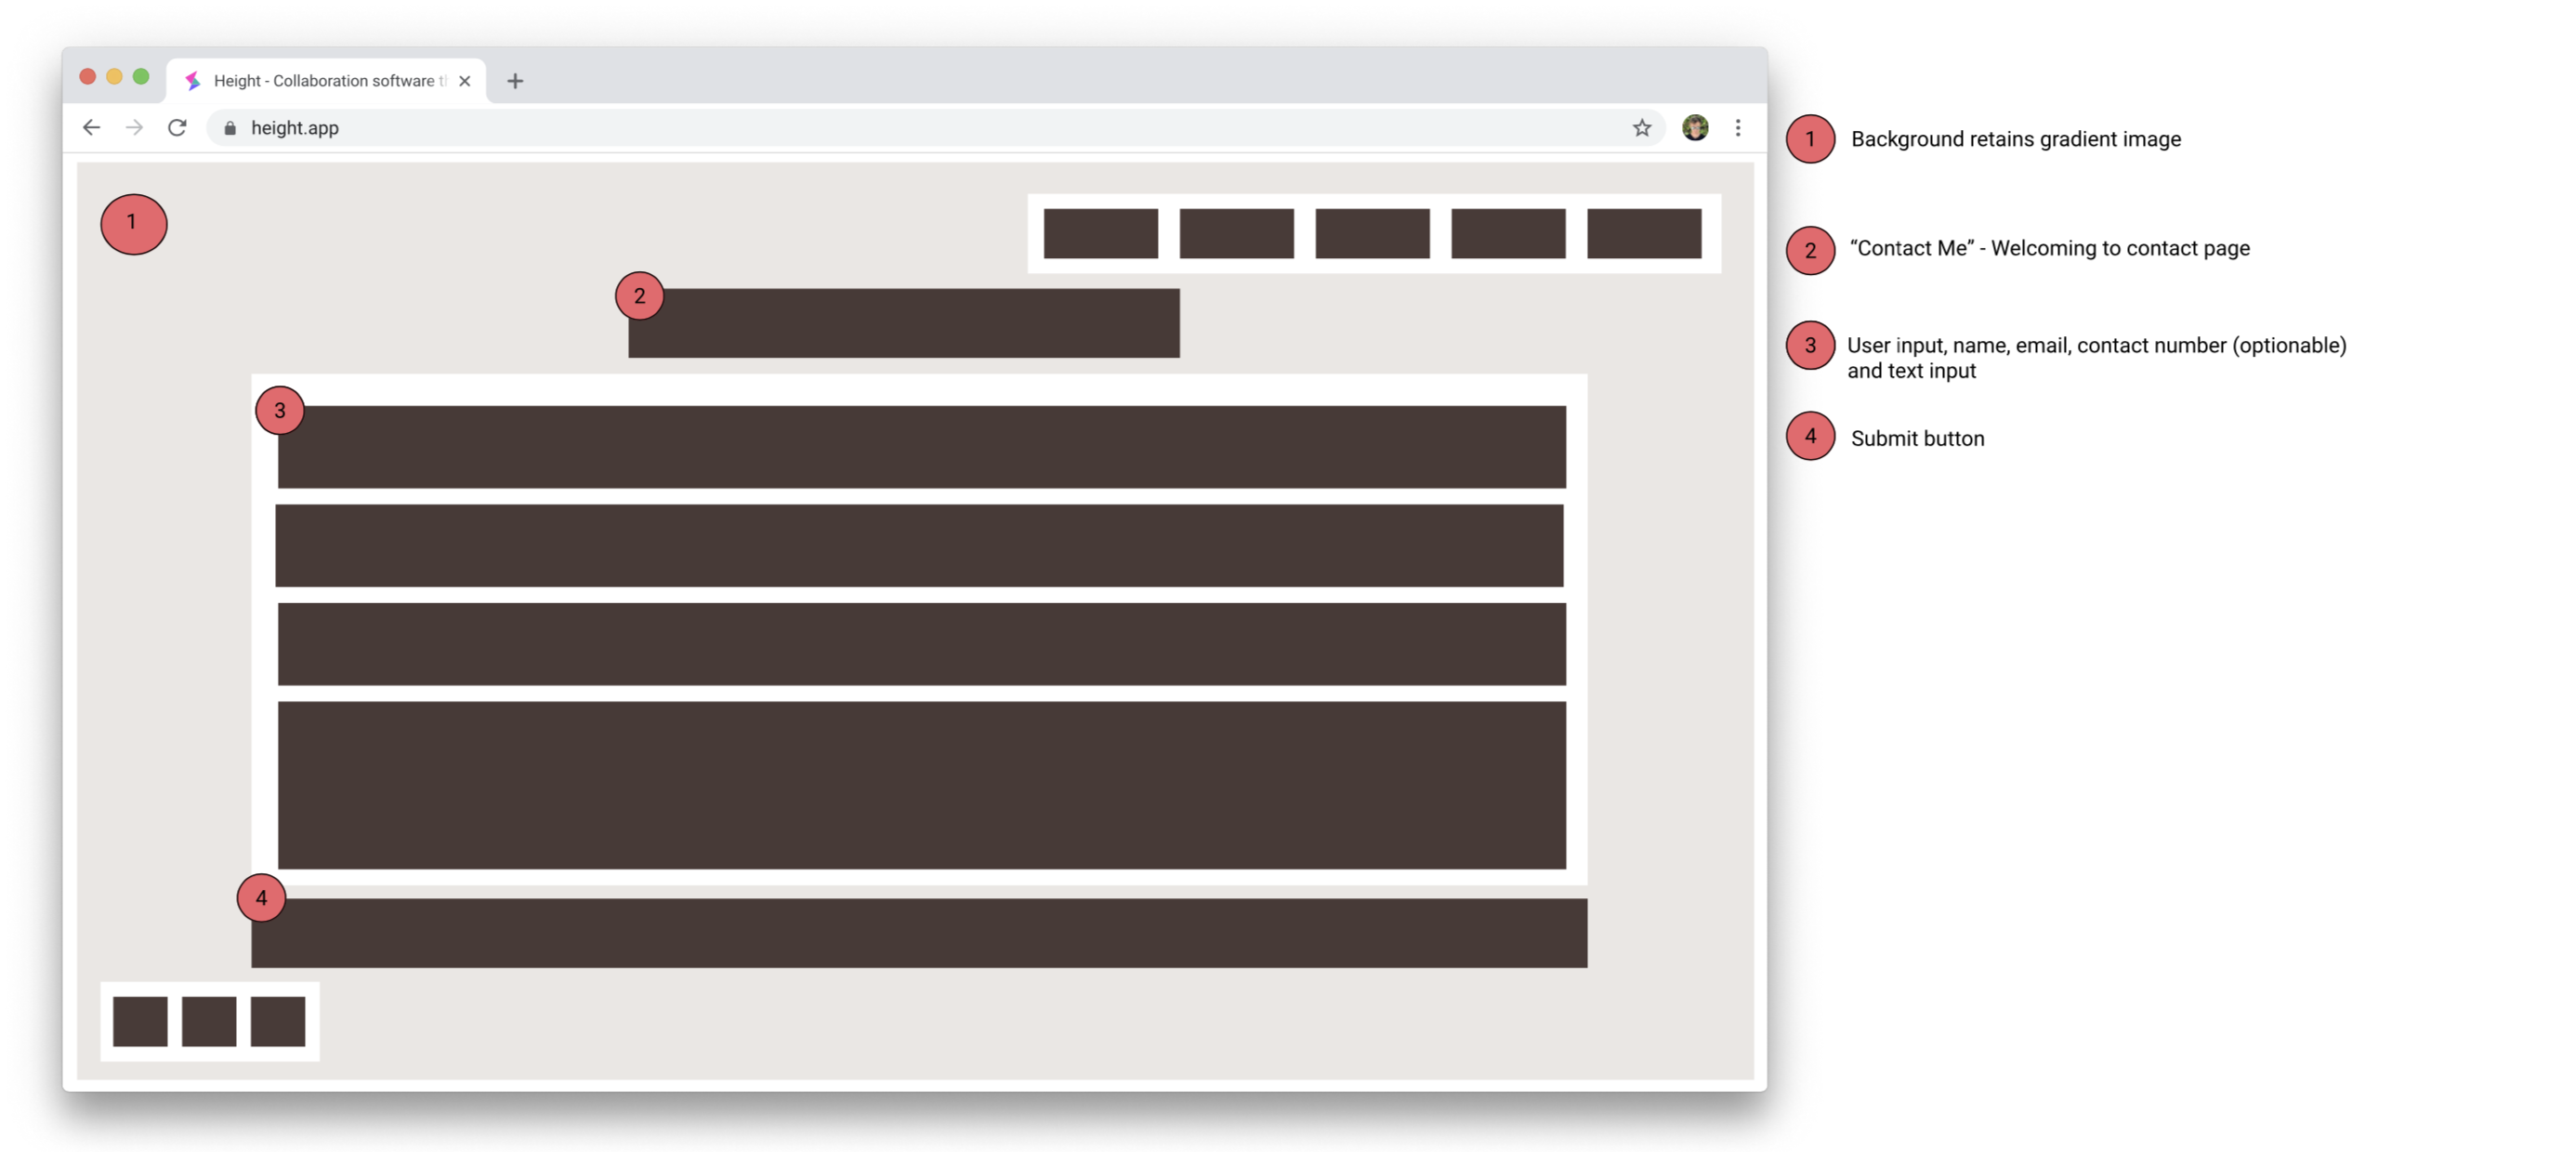 Height - Collaboration software
height.app
1
2
3
4
1 Background retains gradient image
2 “Contact Me” - Welcoming to contact page
3 User input, name, email, contact number (optionable)
and text input
4 Submit button